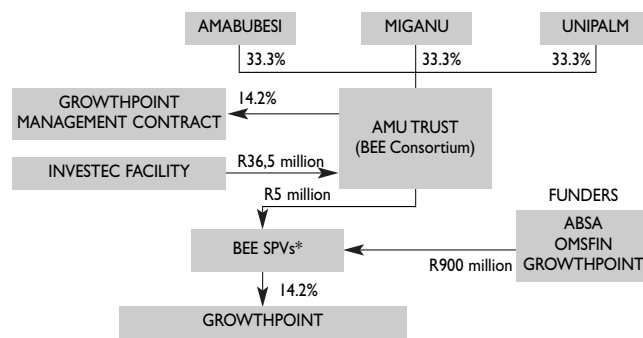 AMABUBESI
MIGANU
UNIPALM
33.3%
33.3%
33.3%
GROWTHPOINT
MANAGEMENT CONTRACT
14.2%
AMU TRUST
(BEE Consortium)
INVESTEC FACILITY
R36,5 million
R5 million
FUNDERS
ABSA
OMSFIN
GROWTHPOINT
BEE SPVs*
R900 million
14.2%
GROWTHPOINT